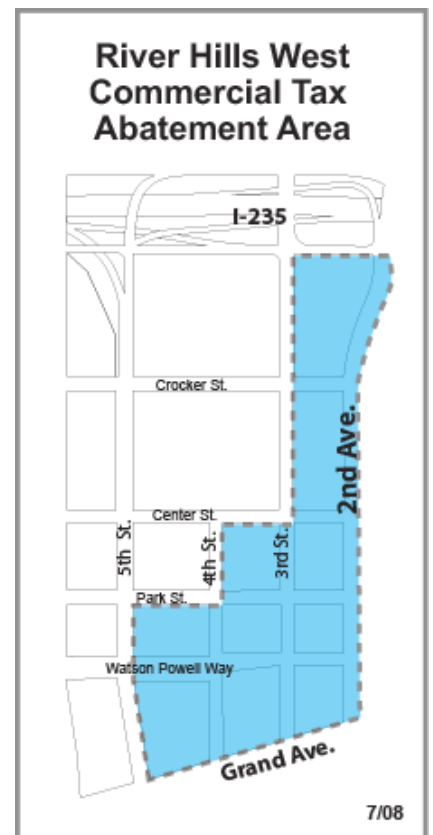 River Hills West
Commercial Tax
Abatement Area
I-235
Crocker St.
2nd Ave.
Center St.
5th St.
4th St.
3rd St.
Park St.
Watson Powell Way
Grand Ave.
7/08